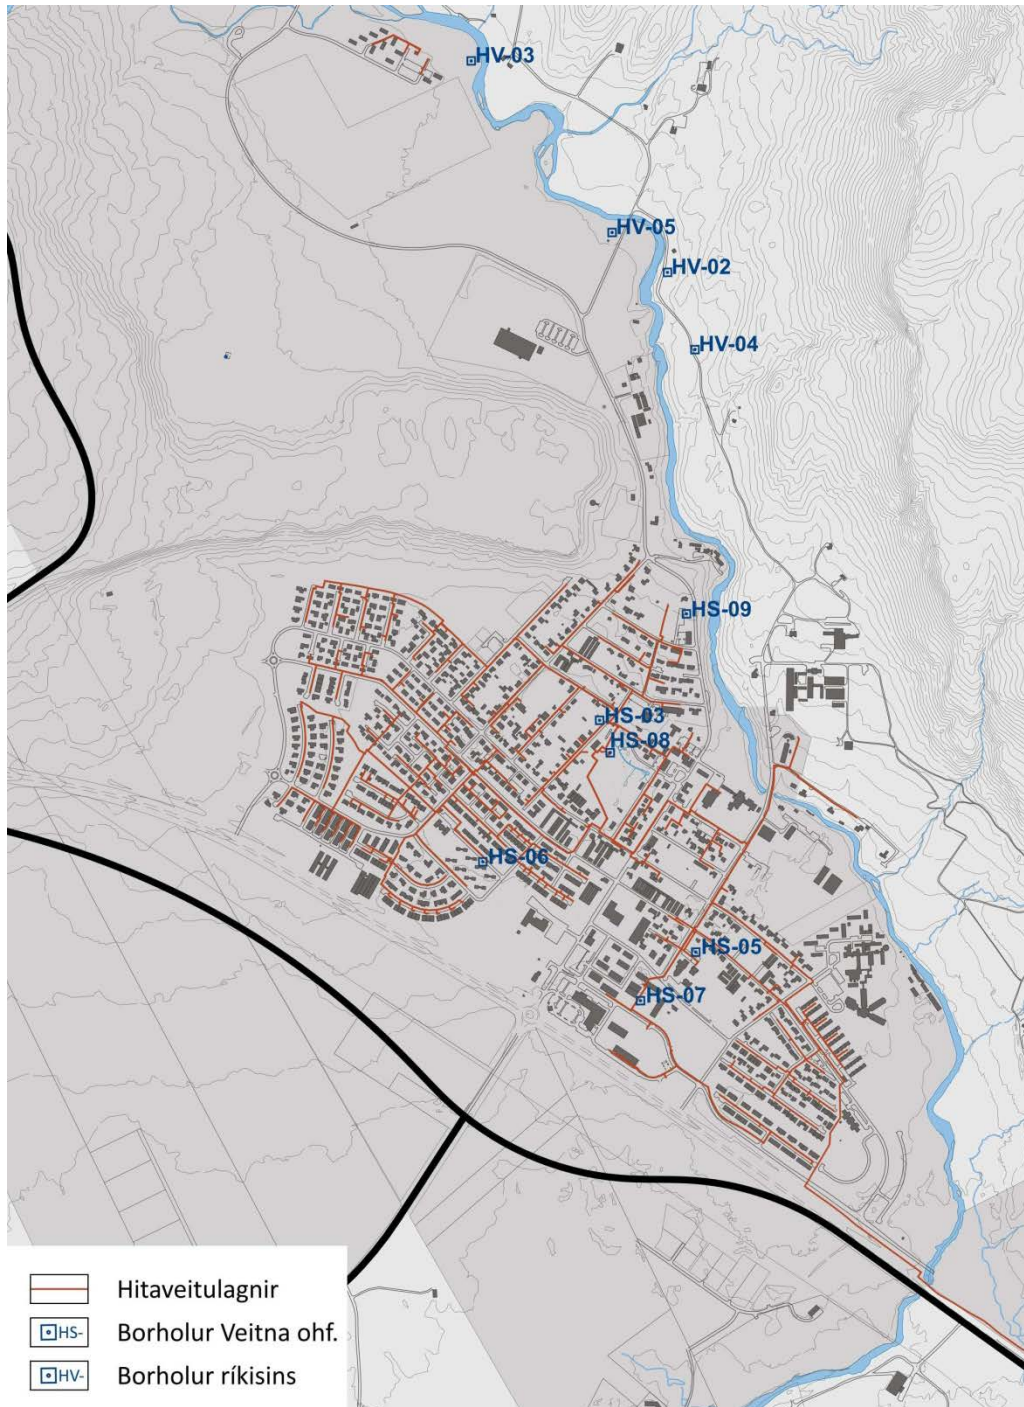 HV-03
HV-05
HV-02
HV-04
HS-09
HS-03
HS-08
HS-06
HS-05
HS-07
Hitaveitulagnir
HS- Borholur Veitna ohf.
HV- Borholur ríkisins